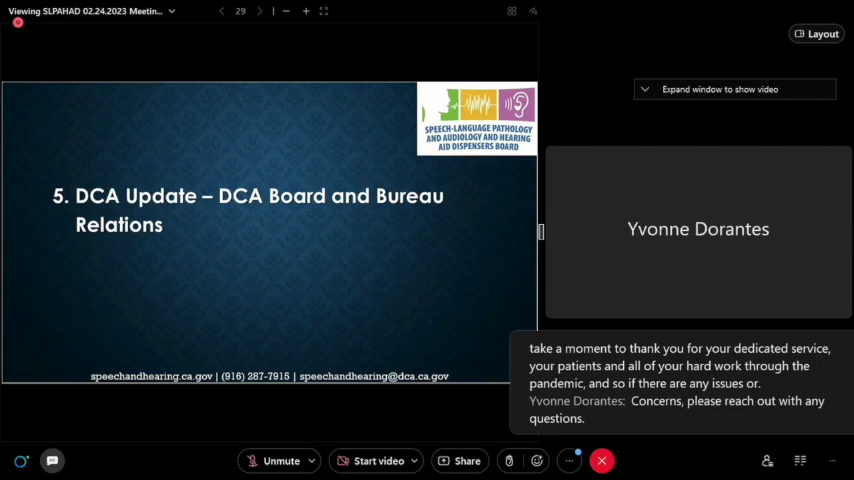 Viewing SLPAHAD 02.24.2023 Meetin...
29
Layout
Expand window to show video
SPEECH-LANGUAGE PATHOLOGY
AND AUDIOLOGY AND HEARING
AID DISPENSERS BOARD
5. DCA Update – DCA Board and Bureau
Relations
speechandhearing.ca.gov | (916) 287-7915 | speechandhearing@dca.ca.gov
Yvonne Dorantes
take a moment to thank you for your dedicated service,
your patients and all of your hard work through the
pandemic, and so if there are any issues or.
Yvonne Dorantes: Concerns, please reach out with any
questions.
Unmute
Start video
Share